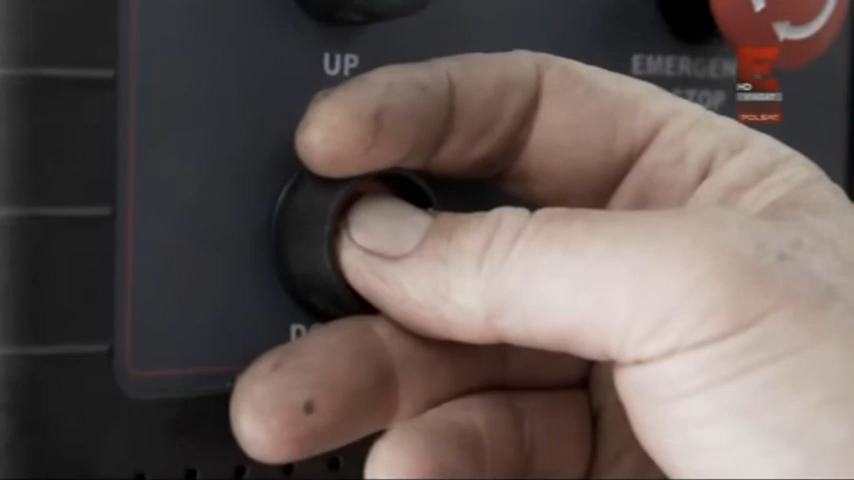 UP
EMERGEN
STOP
HD
POLSAT